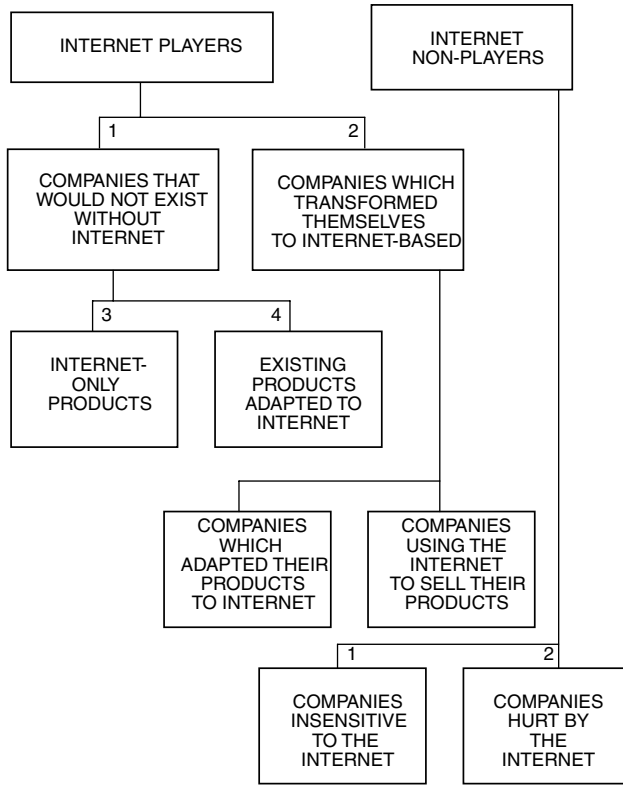 INTERNET PLAYERS
INTERNET
NON-PLAYERS
1
2
COMPANIES THAT
WOULD NOT EXIST
WITHOUT
INTERNET
COMPANIES WHICH
TRANSFORMED
THEMSELVES
TO INTERNET-BASED
3
4
INTERNET-
ONLY
PRODUCTS
EXISTING
PRODUCTS
ADAPTED TO
INTERNET
COMPANIES
WHICH
ADAPTED THEIR
PRODUCTS
TO INTERNET
COMPANIES
USING THE
INTERNET
TO SELL THEIR
PRODUCTS
1
2
COMPANIES
INSENSITIVE
TO THE
INTERNET
COMPANIES
HURT BY
THE
INTERNET